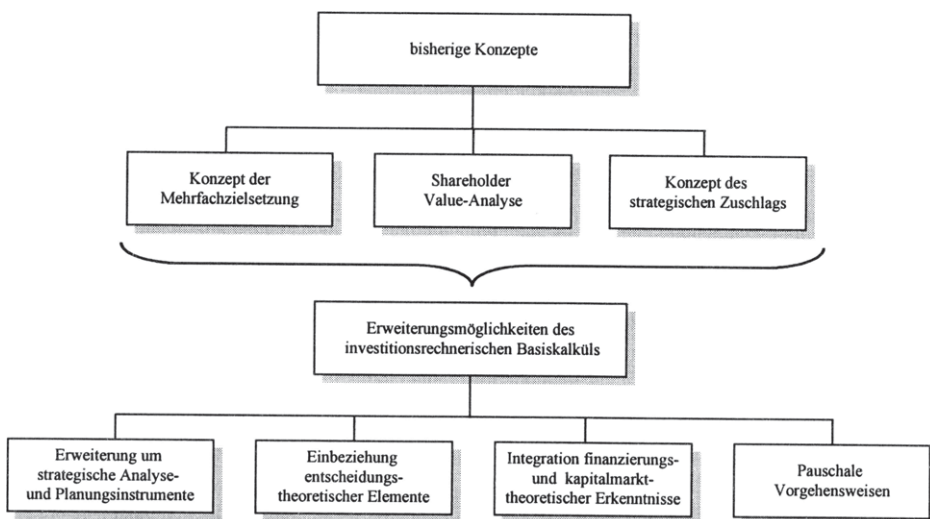 bisherige Konzepte
Konzept der
Mehrfachzielsetzung
Shareholder
Value-Analyse
Konzept des
strategischen Zuschlags
Erweiterungsmöglichkeiten des
investitionsrechnerischen Basiskalküls
Erweiterung um
strategische Analyse-
und Planungsinstrumente
Einbeziehung
entscheidungs-
theoretischer Elemente
Integration finanzierungs-
und kapitalmarkt-
theoretischer Erkenntnisse
Pauschale
Vorgehensweisen